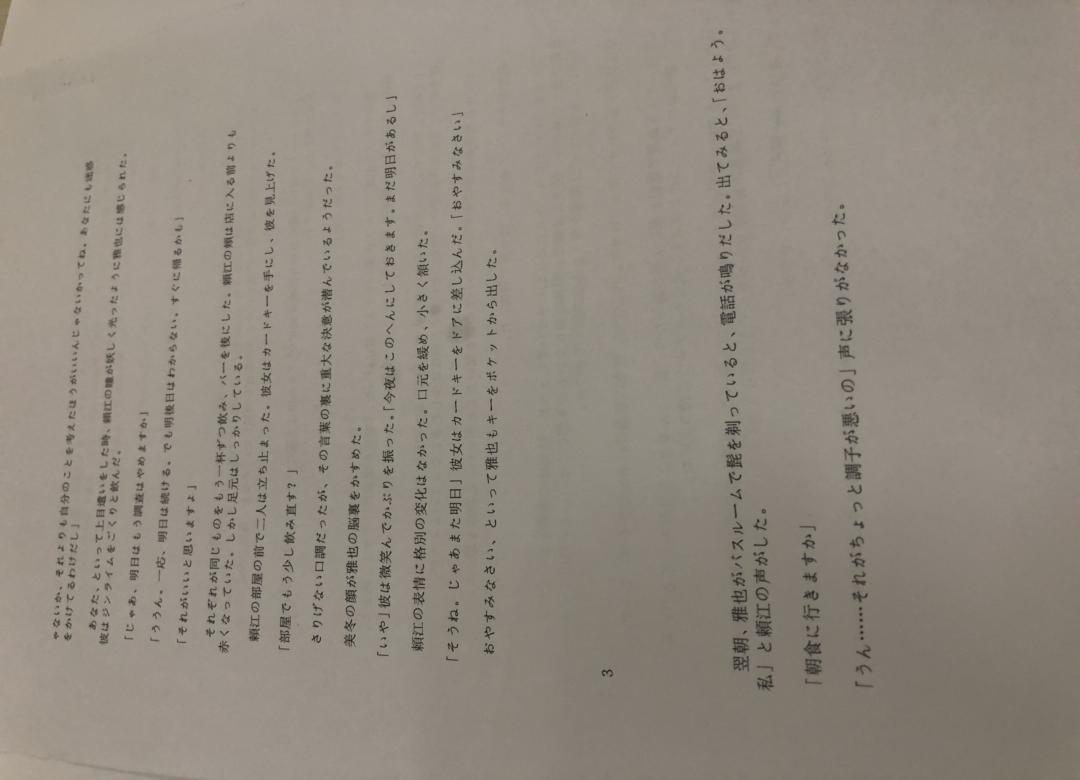 ゃないか、それよりも自分のことを考えたほうがいいんじゃないかってね。あなたにも迷惑
をかけてるわけだし」
あなた、といって上目遣いをした時、頼江の瞳が妖しく光ったように雅也には感じられた。
彼はジンライムをごくりと飲んだ。
「じゃあ、明日はもう調査はやめますか」
「ううん。一応、明日は続ける。でも明後日はわからない。すぐに帰るかも」
「それがいいと思いますよ」
それぞれが同じものをもう一杯ずつ飲み、バーを後にした。頼江の頬は店に入る前よりも
赤くなっていた。しかし足元はしっかりしている。
頼江の部屋の前で二人は立ち止まった。彼女はカードキーを手にし、彼を見上げた。
「部屋でもう少し飲み直す？」
さりげない口調だったが、その言葉の裏に重大な決意が潜んでいるようだった。
美冬の顔が雅也の脳裏をかすめた。
「いや」彼は微笑んでかぶりを振った。「今夜はこのへんにしておきます。まだ明日があるし」
頼江の表情に格別の変化はなかった。口元を緩め、小さく頷いた。
「そうね。じゃあまた明日」彼女はカードキーをドアに差し込んだ。「おやすみなさい」
おやすみなさい、といって雅也もキーをポケットから出した。
3
翌朝、雅也がバスルームで髭を剃っていると、電話が鳴りだした。出てみると、「おはよう。
私」と頼江の声がした。
「朝食に行きますか」
「うん……それがちょっと調子が悪いの」声に張りがなかった。